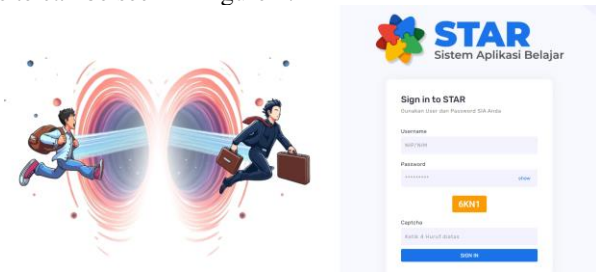 STAR
Sistem Aplikasi Belajar
Sign in to STAR
Gunakan User dan Password SIA Anda
Username
NIP/NIM
Password
********* show
6KN1
Captcha
Ketik 4 Huruf diatas
SIGN IN